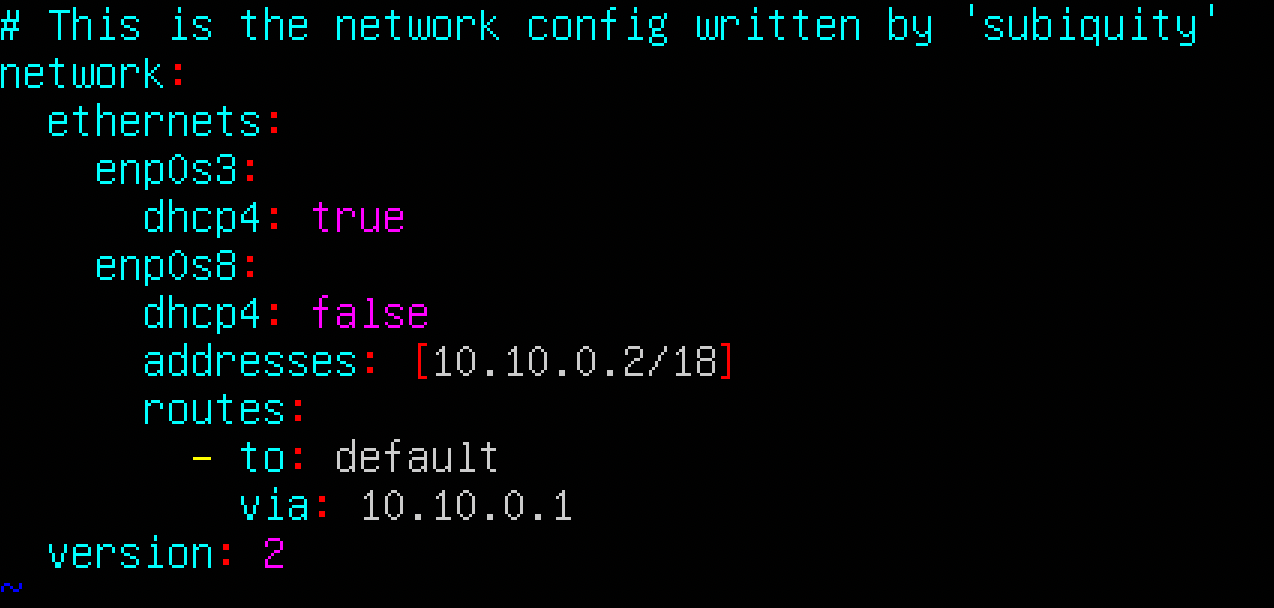 # This is the network config written by 'subiquity'
network:
  ethernets:
    enp0s3:
      dhcp4: true
    enp0s8:
      dhcp4: false
      addresses: [10.10.0.2/18]
      routes:
        - to: default
          via: 10.10.0.1
  version: 2
~